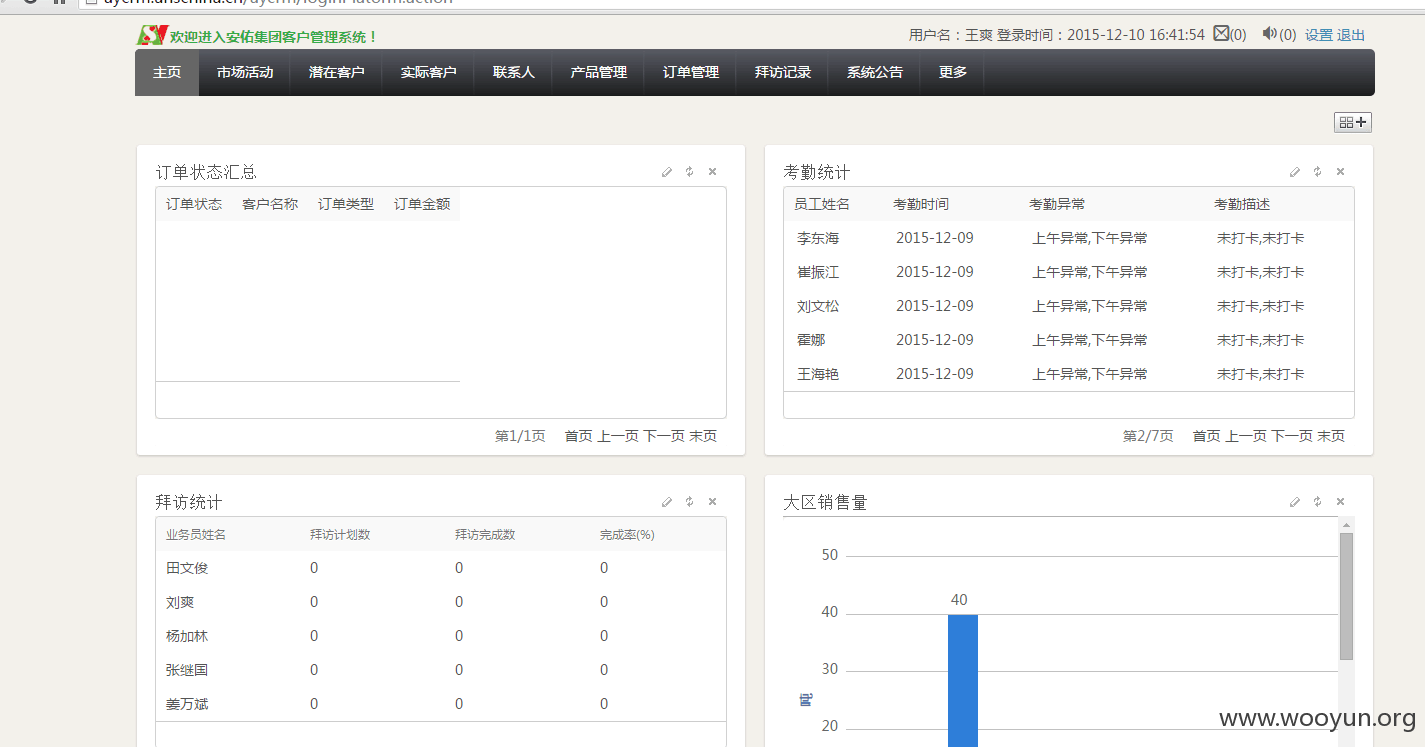 欢迎进入安佑集团客户管理系统！
用户名：王爽 登录时间：2015-12-10 16:41:54 (0) (0) 设置 退出
主页 市场活动 潜在客户 实际客户 联系人 产品管理 订单管理 拜访记录 系统公告 更多
订单状态汇总
订单状态 客户名称 订单类型 订单金额
第1/1页 首页 上一页 下一页 末页
考勤统计
员工姓名 考勤时间 考勤异常 考勤描述
李东海 2015-12-09 上午异常,下午异常 未打卡,未打卡
崔振江 2015-12-09 上午异常,下午异常 未打卡,未打卡
刘文松 2015-12-09 上午异常,下午异常 未打卡,未打卡
霍娜 2015-12-09 上午异常,下午异常 未打卡,未打卡
王海艳 2015-12-09 上午异常,下午异常 未打卡,未打卡
第2/7页 首页 上一页 下一页 末页
拜访统计
业务员姓名 拜访计划数 拜访完成数 完成率(%)
田文俊 0 0 0
刘爽 0 0 0
杨加林 0 0 0
张继国 0 0 0
姜万斌 0 0 0
大区销售量
50
40
40
30
吨
20
www.wooyun.org